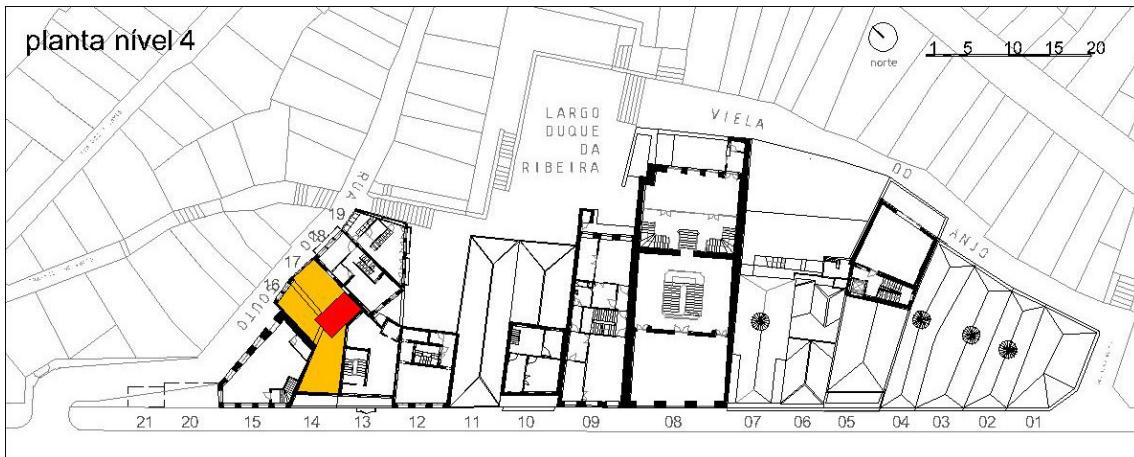 planta nível 4
norte
1 5 10 15 20
LARGO
DUQUE
DA
RIBEIRA
VIELA
DO
ANJO
RUA
DO
SOUTO
19
18
17
16
21 20 15 14 13 12 11 10 09 08 07 06 05 04 03 02 01